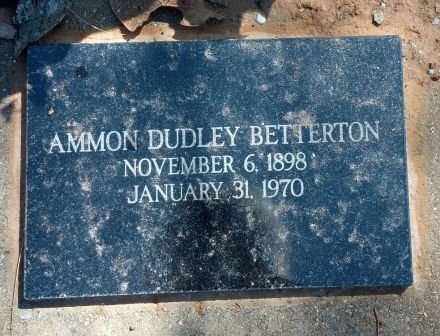 AMMON DUDLEY BETTERTON
NOVEMBER 6, 1898
JANUARY 31, 1970